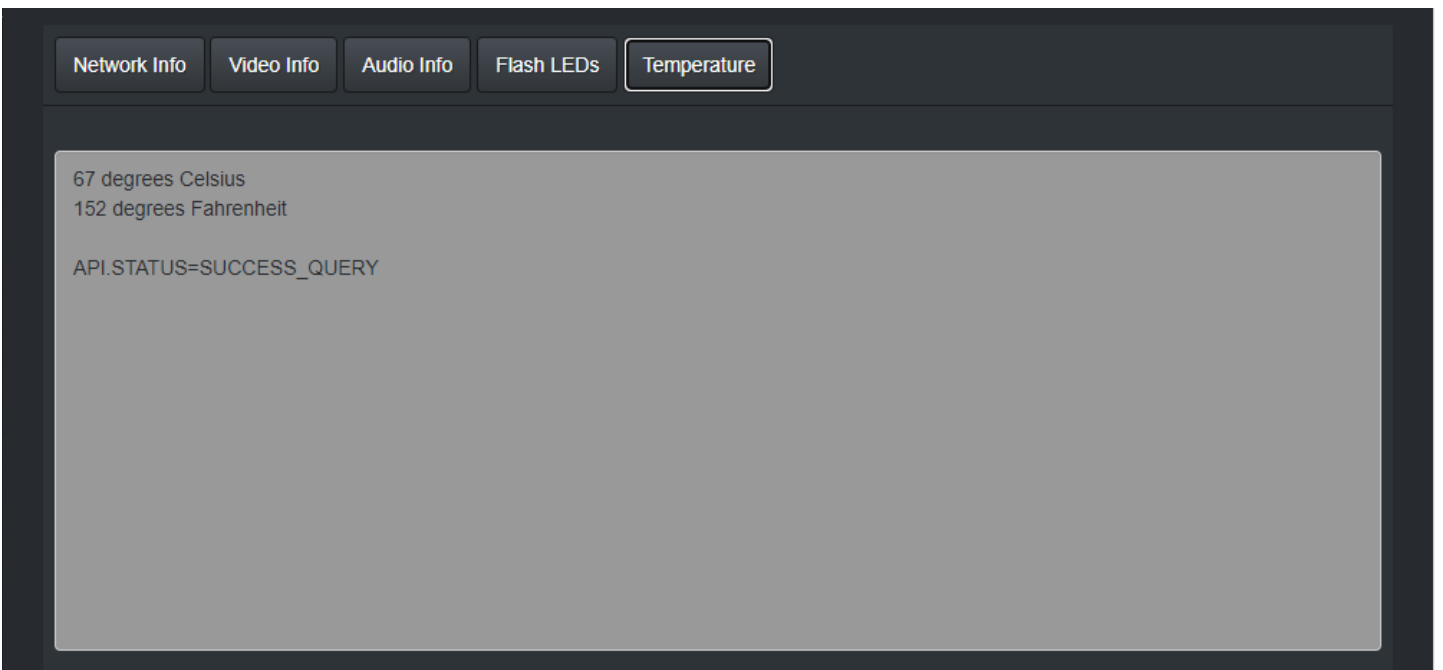 Network Info Video Info Audio Info Flash LEDs Temperature
67 degrees Celsius
152 degrees Fahrenheit
API.STATUS=SUCCESS_QUERY